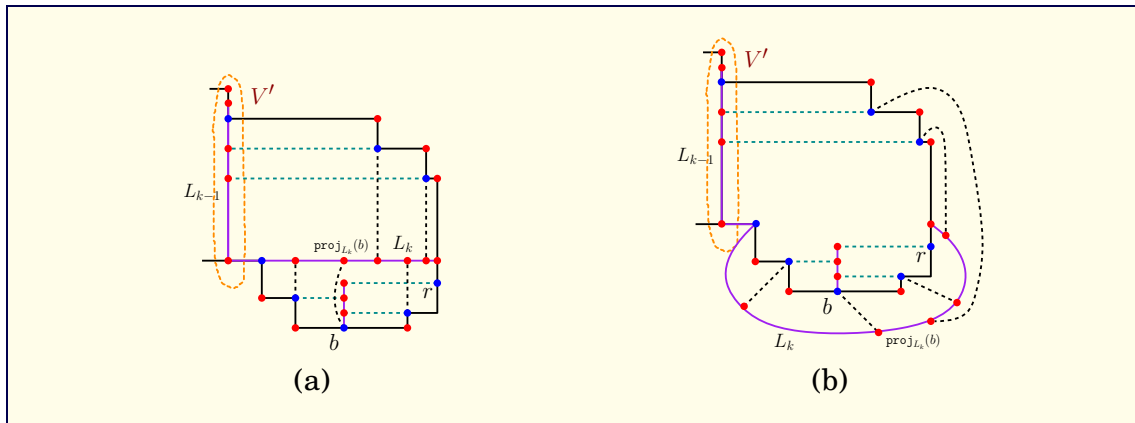 V′
L_{k−1}
proj_{L_k}(b)
L_k
r
b
(a)
V′
L_{k−1}
r
b
L_k
proj_{L_k}(b)
(b)